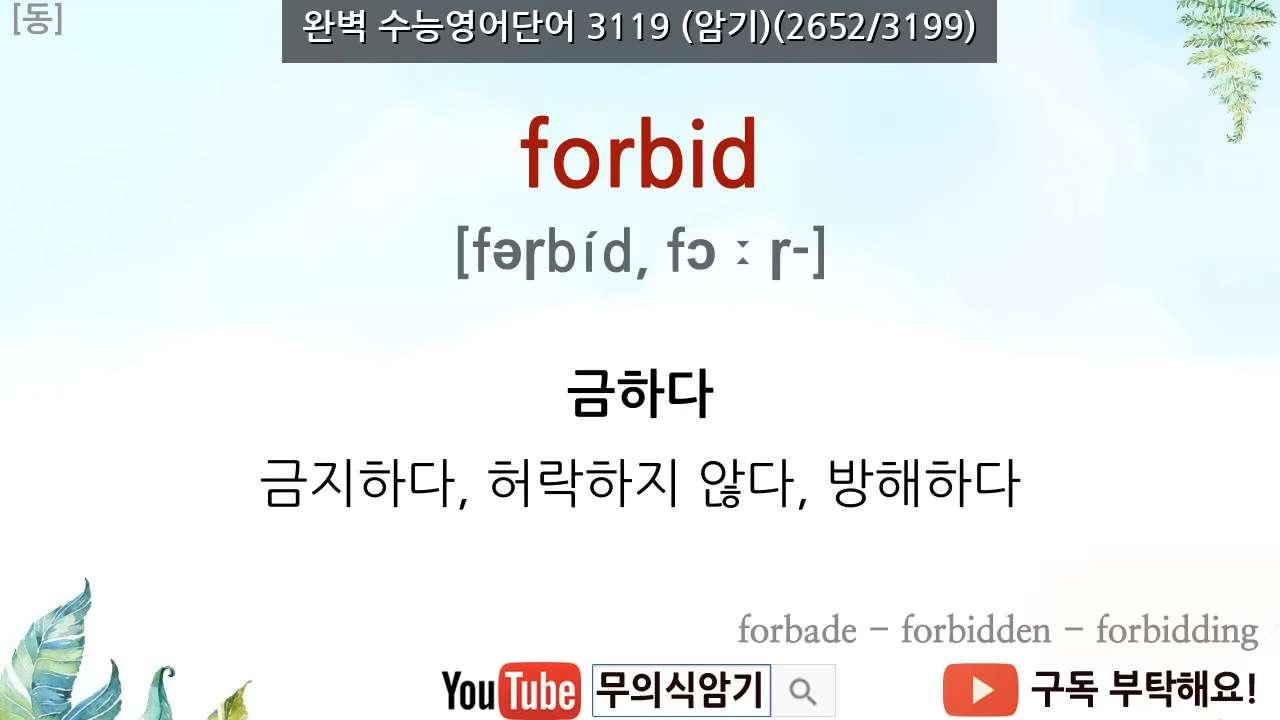 [동]
완벽 수능영어단어 3119 (암기)(2652/3199)
forbid
[fərbíd, fɔːr-]
금하다
금지하다, 허락하지 않다, 방해하다
forbade - forbidden - forbidding
YouTube 무의식암기 구독 부탁해요!